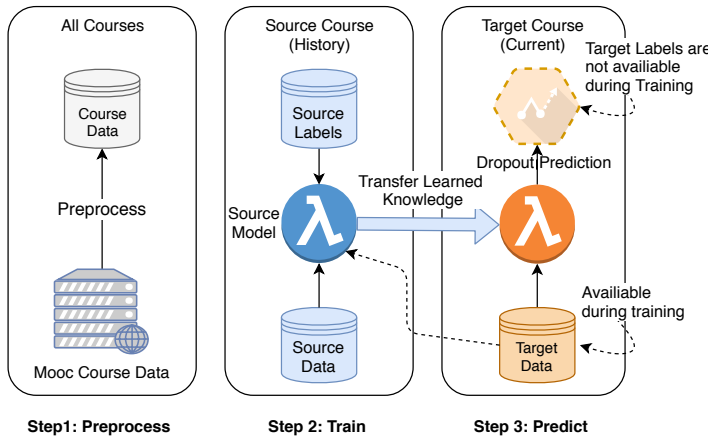 All Courses
Course
Data
Preprocess
Mooc Course Data
Source Course
(History)
Source
Labels
Source
Model
Transfer Learned
Knowledge
Source
Data
Target Course
(Current)
Target Labels are
not availiable
during Training
Dropout Prediction
Availiable
during training
Target
Data
Step1: Preprocess
Step 2: Train
Step 3: Predict